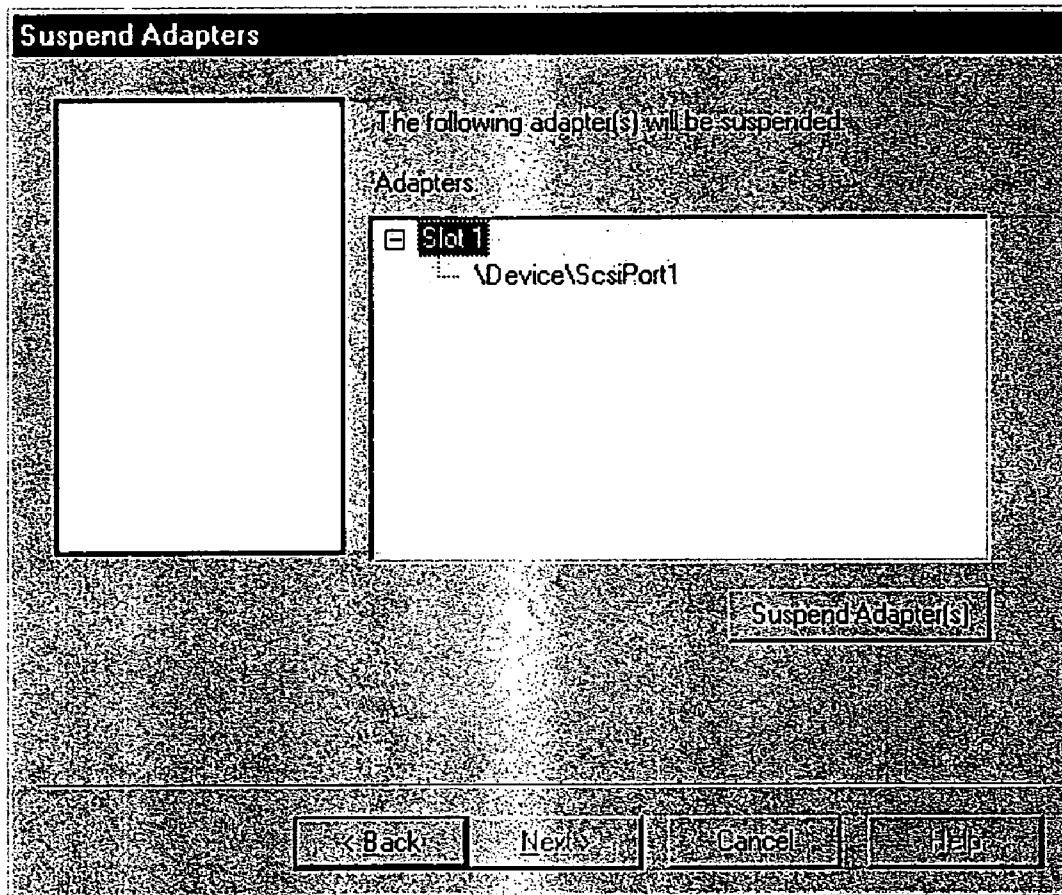 Suspend Adapters
The following adapter(s) will be suspended:
Adapters:
Slot 1
\Device\ScsiPort1
Suspend Adapter(s)
< Back
Next >
Cancel
Help